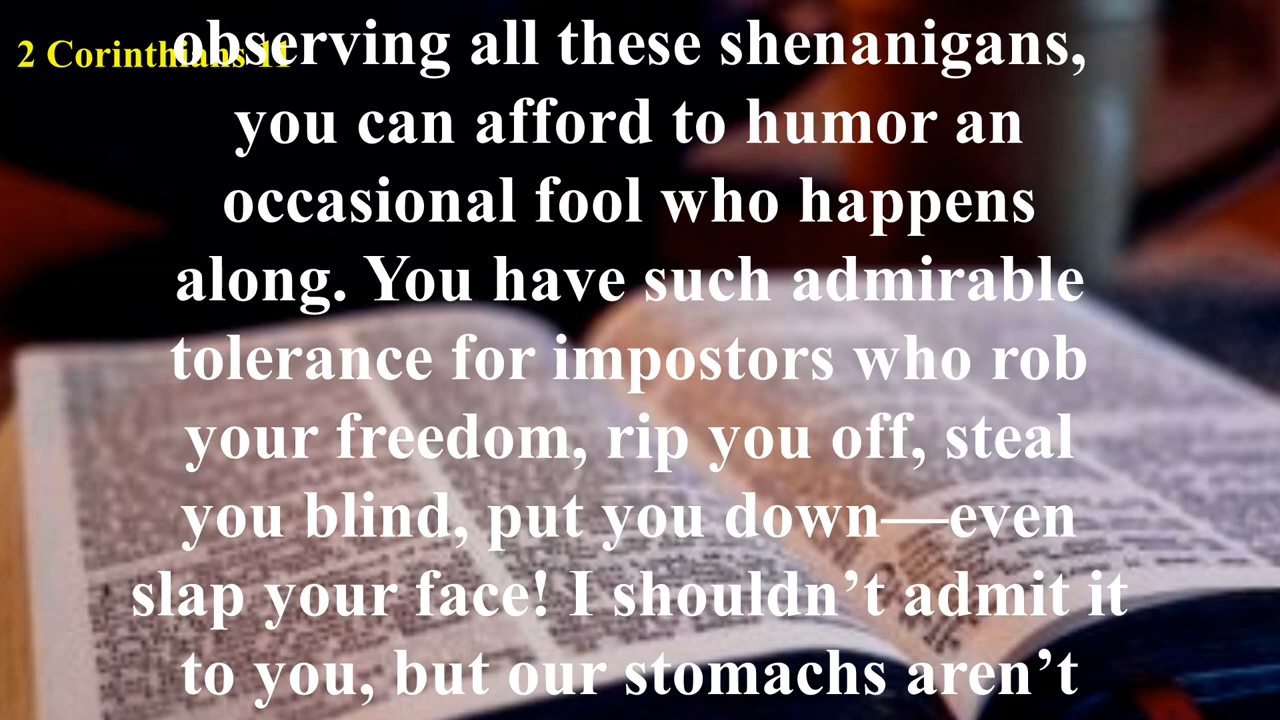 2 Corinthians 11
observing all these shenanigans,
you can afford to humor an
occasional fool who happens
along. You have such admirable
tolerance for impostors who rob
your freedom, rip you off, steal
you blind, put you down—even
slap your face! I shouldn’t admit it
to you, but our stomachs aren’t